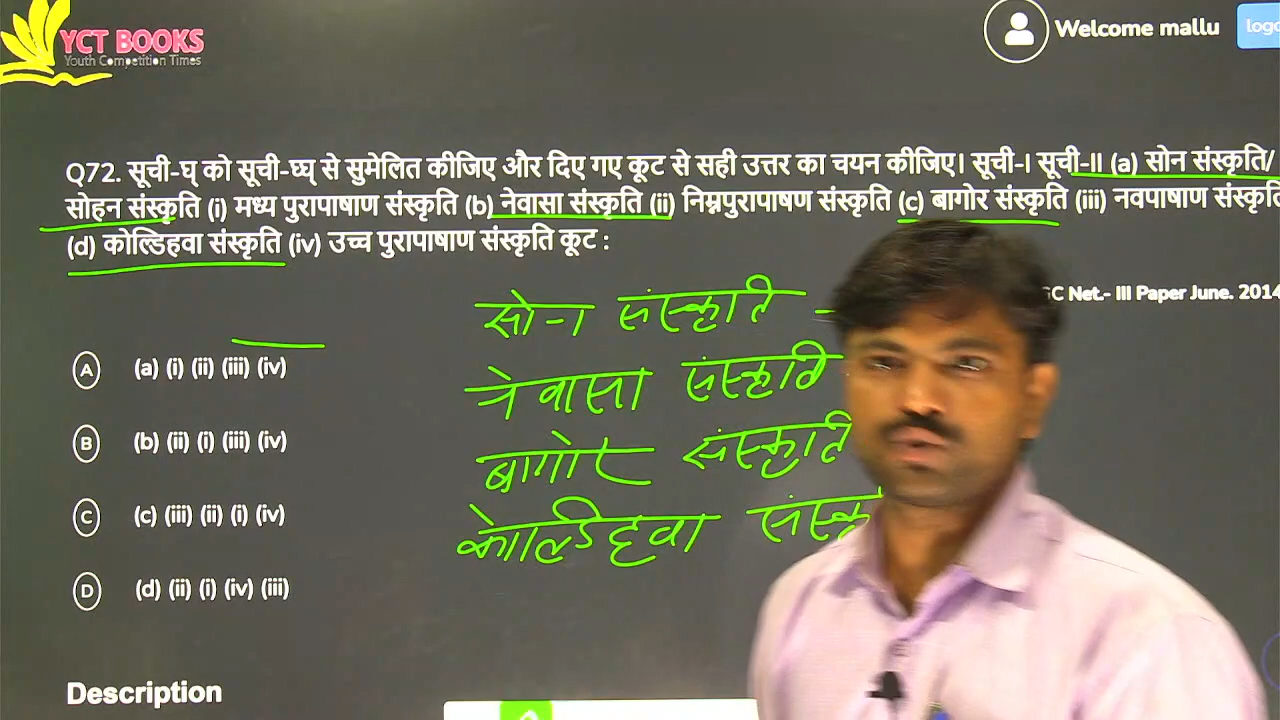 YCT BOOKS
Youth Competition Times
Welcome mallu
Q72. सूची-घ् को सूची-घ्घ् से सुमेलित कीजिए और दिए गए कूट से सही उत्तर का चयन कीजिए। सूची-I सूची-II (a) सोन संस्कृति/
सोहन संस्कृति (i) मध्य पुरापाषाण संस्कृति (b) नेवासा संस्कृति (ii) निम्नपुरापाषण संस्कृति (c) बागोर संस्कृति (iii) नवपाषाण संस्कृति
(d) कोल्डिहवा संस्कृति (iv) उच्च पुरापाषाण संस्कृति कूट :
Net.- III Paper June. 2014
सोन संस्कृति
नेवासा संस्कृति
बागोर संस्कृति
कोल्डिहवा
A (a) (i) (ii) (iii) (iv)
B (b) (ii) (i) (iii) (iv)
C (c) (iii) (ii) (i) (iv)
D (d) (ii) (i) (iv) (iii)
Description